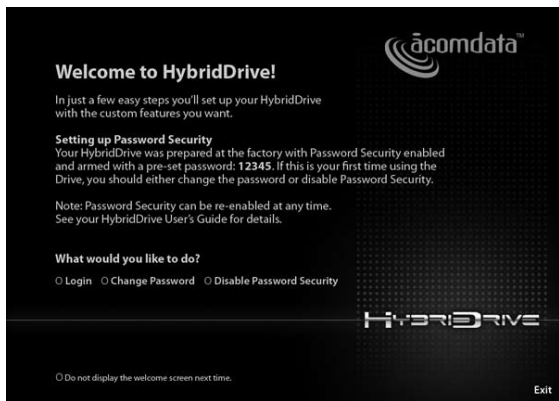 ācomdata™
Welcome to HybridDrive!
In just a few easy steps you'll set up your HybridDrive
with the custom features you want.
Setting up Password Security
Your HybridDrive was prepared at the factory with Password Security enabled
and armed with a pre-set password: 12345. If this is your first time using the
Drive, you should either change the password or disable Password Security.
Note: Password Security can be re-enabled at any time.
See your HybridDrive User's Guide for details.
What would you like to do?
O Login O Change Password O Disable Password Security
HYBRIDDRIVE
O Do not display the welcome screen next time.
Exit